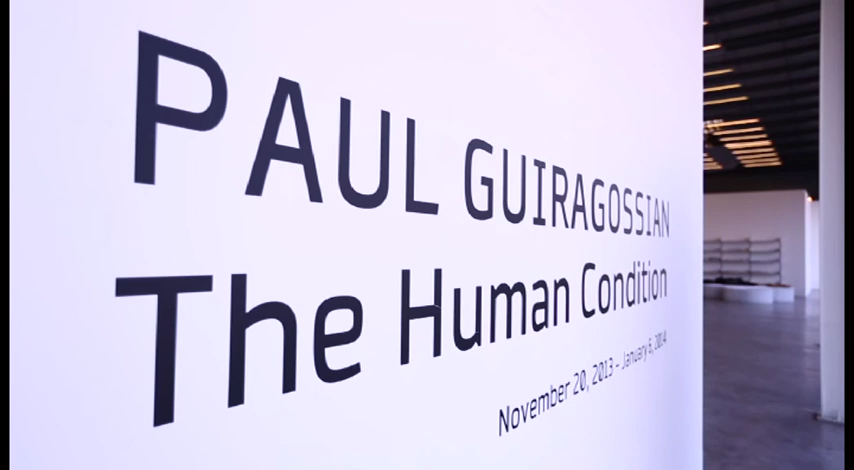 PAUL GUIRAGOSSIAN
The Human Condition
November 20, 2013 - January 6, 2014